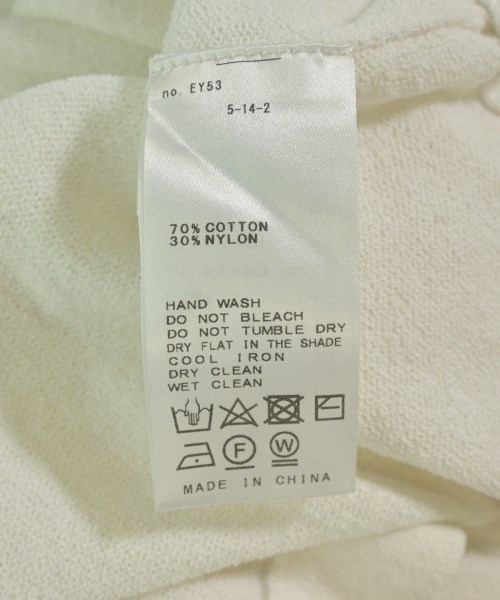 no. EY53
5-14-2
70% COTTON
30% NYLON
HAND WASH
DO NOT BLEACH
DO NOT TUMBLE DRY
DRY FLAT IN THE SHADE
COOL IRON
DRY CLEAN
WET CLEAN
F W
MADE IN CHINA